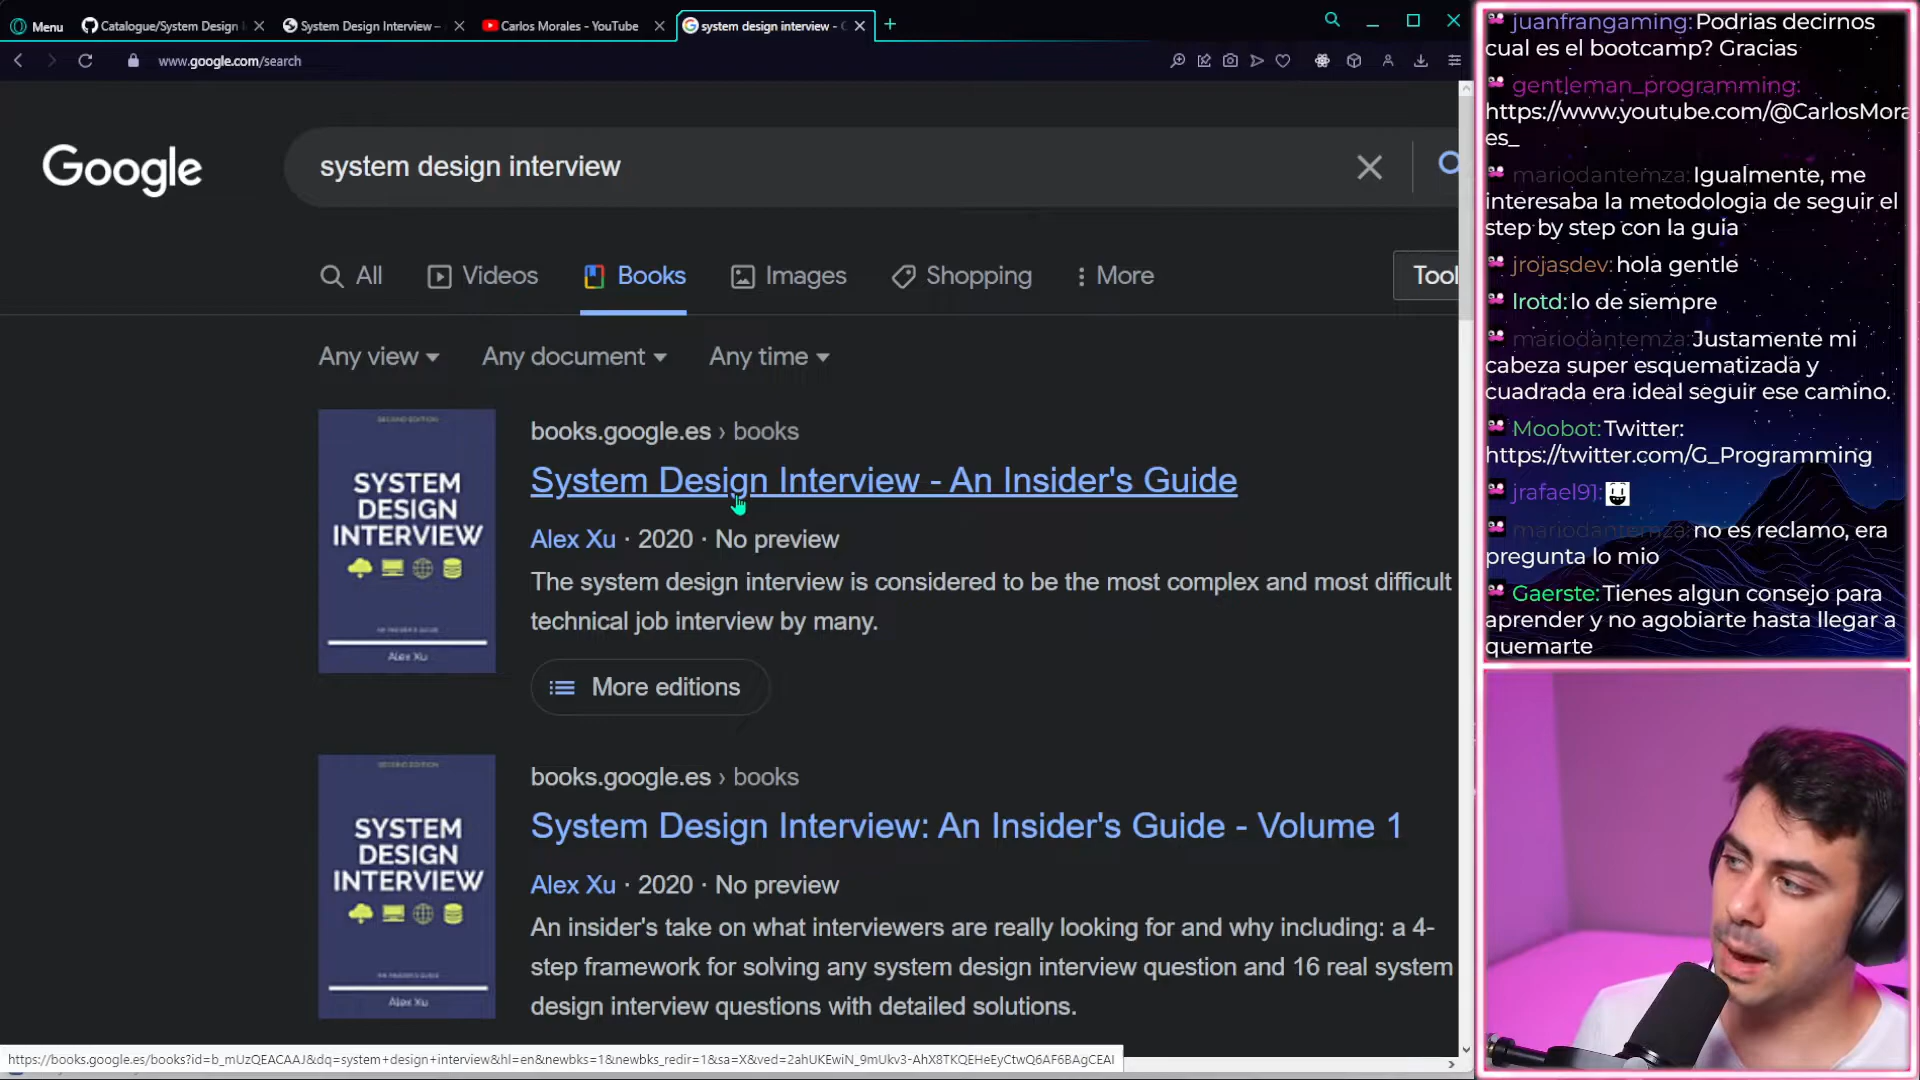 Menu
Catalogue/System Design
System Design Interview –
Carlos Morales - YouTube
system design interview -
www.google.com/search
Google
system design interview
All
Videos
Books
Images
Shopping
More
Tool
Any view
Any document
Any time
SECOND EDITION
SYSTEM
DESIGN
INTERVIEW
AN INSIDER'S GUIDE
Alex Xu
books.google.es › books
System Design Interview - An Insider's Guide
Alex Xu · 2020 · No preview
The system design interview is considered to be the most complex and most difficult
technical job interview by many.
More editions
SECOND EDITION
SYSTEM
DESIGN
INTERVIEW
AN INSIDER'S GUIDE
Alex Xu
books.google.es › books
System Design Interview: An Insider's Guide - Volume 1
Alex Xu · 2020 · No preview
An insider's take on what interviewers are really looking for and why including: a 4-
step framework for solving any system design interview question and 16 real system
design interview questions with detailed solutions.
https://books.google.es/books?id=b_mUzQEACAAJ&dq=system+design+interview&hl=en&newbks=1&newbks_redir=1&sa=X&ved=2ahUKEwiN_9mUkv3-AhX8TKQEHeEyCtwQ6AF6BAgCEAI
juanfrangaming: Podrias decirnos
cual es el bootcamp? Gracias
gentleman_programming:
https://www.youtube.com/@CarlosMora
es_
mariodantemza: Igualmente, me
interesaba la metodologia de seguir el
step by step con la guia
jrojasdev: hola gentle
lrotd: lo de siempre
mariodantemza: Justamente mi
cabeza super esquematizada y
cuadrada era ideal seguir ese camino.
Moobot: Twitter:
https://twitter.com/G_Programming
jrafael91:
mariodantemza: no es reclamo, era
pregunta lo mio
Gaerste: Tienes algun consejo para
aprender y no agobiarte hasta llegar a
quemarte